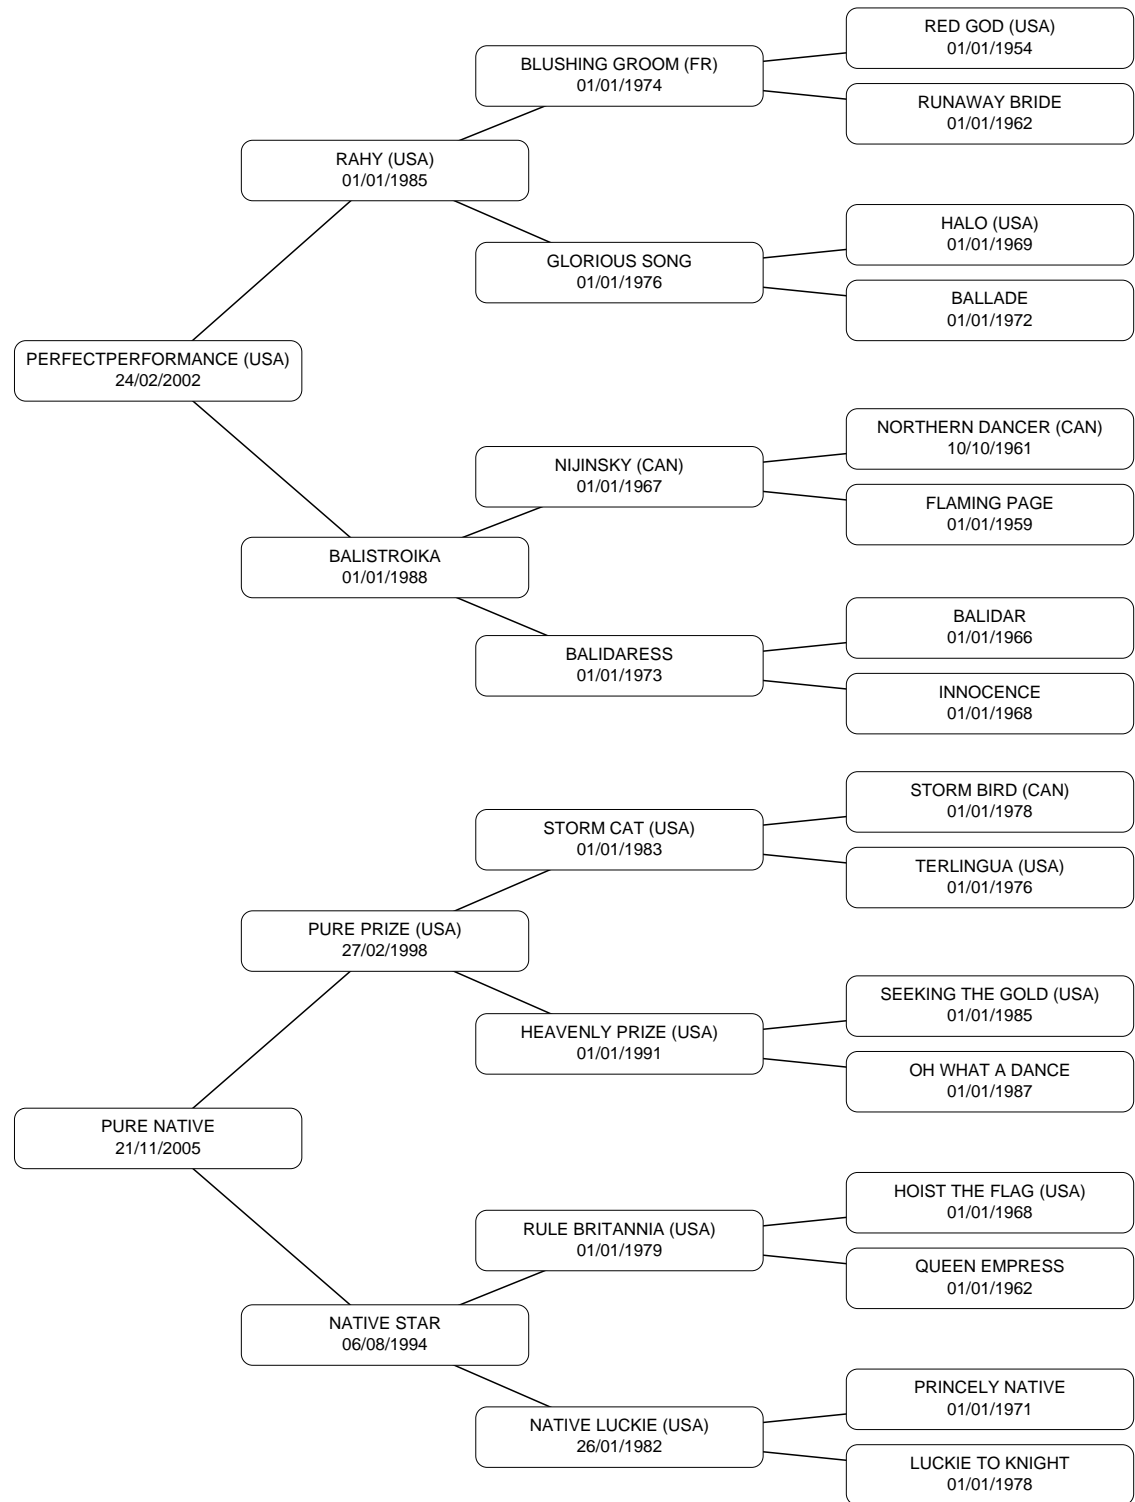 RED GOD (USA)
01/01/1954
BLUSHING GROOM (FR)
01/01/1974
RUNAWAY BRIDE
01/01/1962
RAHY (USA)
01/01/1985
HALO (USA)
01/01/1969
GLORIOUS SONG
01/01/1976
BALLADE
01/01/1972
PERFECTPERFORMANCE (USA)
24/02/2002
NORTHERN DANCER (CAN)
10/10/1961
NIJINSKY (CAN)
01/01/1967
FLAMING PAGE
01/01/1959
BALISTROIKA
01/01/1988
BALIDAR
01/01/1966
BALIDARESS
01/01/1973
INNOCENCE
01/01/1968
STORM BIRD (CAN)
01/01/1978
STORM CAT (USA)
01/01/1983
TERLINGUA (USA)
01/01/1976
PURE PRIZE (USA)
27/02/1998
SEEKING THE GOLD (USA)
01/01/1985
HEAVENLY PRIZE (USA)
01/01/1991
OH WHAT A DANCE
01/01/1987
PURE NATIVE
21/11/2005
HOIST THE FLAG (USA)
01/01/1968
RULE BRITANNIA (USA)
01/01/1979
QUEEN EMPRESS
01/01/1962
NATIVE STAR
06/08/1994
PRINCELY NATIVE
01/01/1971
NATIVE LUCKIE (USA)
26/01/1982
LUCKIE TO KNIGHT
01/01/1978